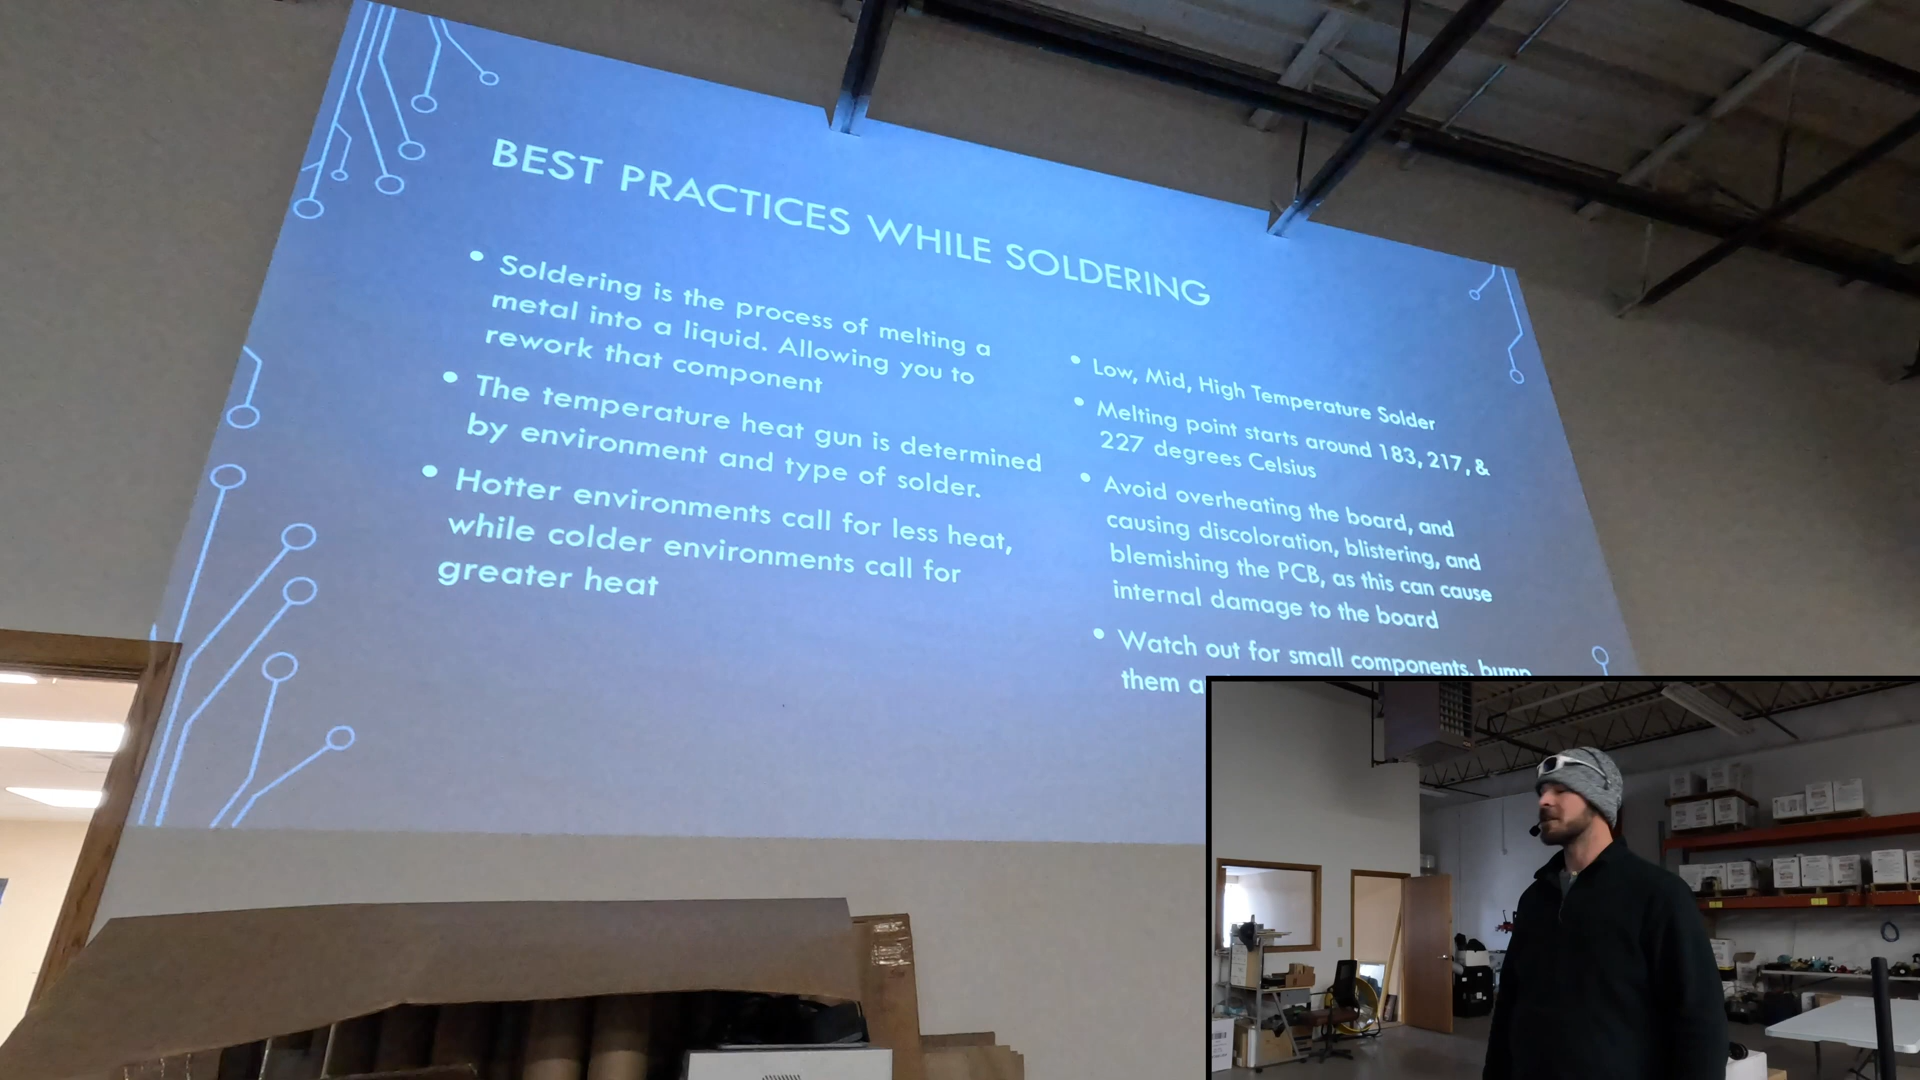 BEST PRACTICES WHILE SOLDERING
• Soldering is the process of melting a
metal into a liquid. Allowing you to
rework that component
• The temperature heat gun is determined
by environment and type of solder.
• Hotter environments call for less heat,
while colder environments call for
greater heat
• Low, Mid, High Temperature Solder
• Melting point starts around 183, 217, &
227 degrees Celsius
• Avoid overheating the board, and
causing discoloration, blistering, and
blemishing the PCB, as this can cause
internal damage to the board
• Watch out for small components, bump
them